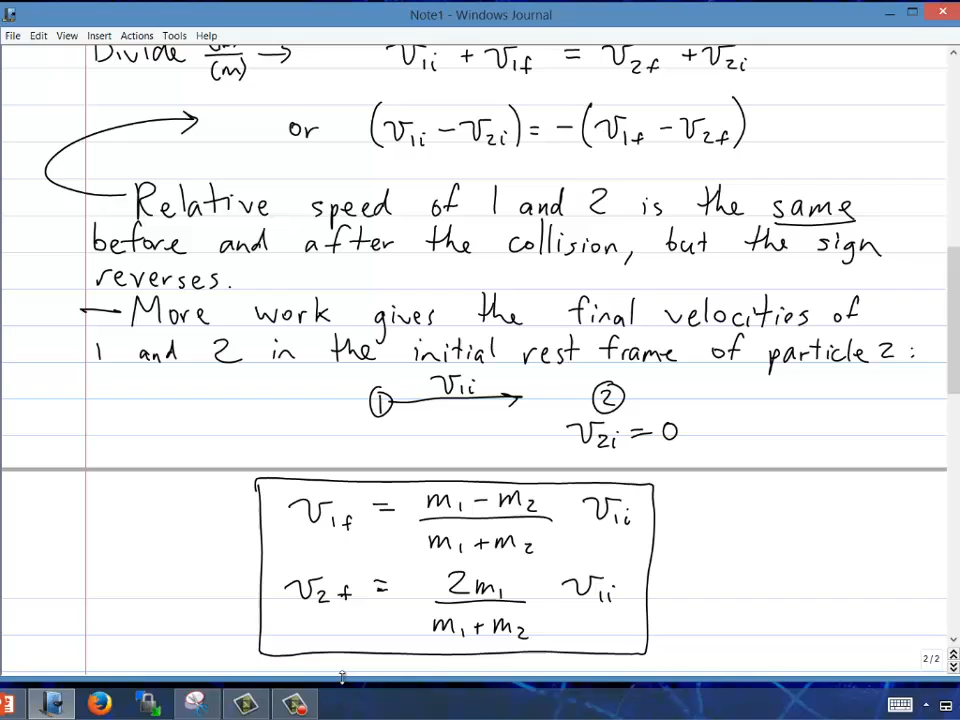 Note1 - Windows Journal
File Edit View Insert Actions Tools Help
Divide (m) → v₁ᵢ + v₁f = v₂f + v₂ᵢ
or (v₁ᵢ - v₂ᵢ) = -(v₁f - v₂f)
Relative speed of 1 and 2 is the same
before and after the collision, but the sign
reverses.
— More work gives the final velocities of
1 and 2 in the initial rest frame of particle 2 :
v₁ᵢ
① → ②
v₂ᵢ = 0
v₁f = (m₁ - m₂)/(m₁ + m₂) v₁ᵢ
v₂f = 2m₁/(m₁ + m₂) v₁ᵢ
2/2